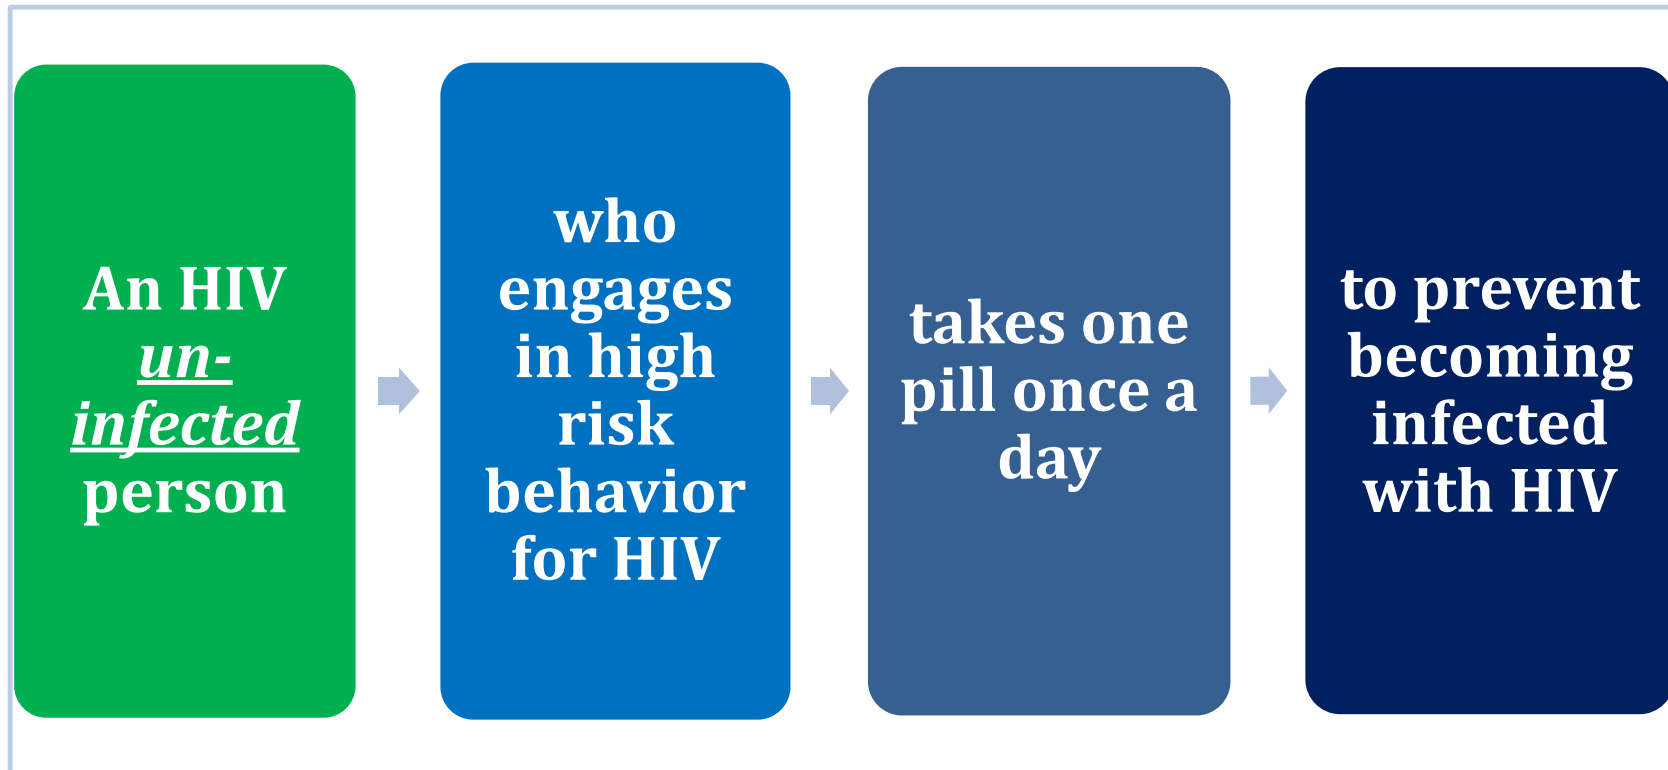 An HIV
un-
infected
person
who
engages
in high
risk
behavior
for HIV
takes one
pill once a
day
to prevent
becoming
infected
with HIV